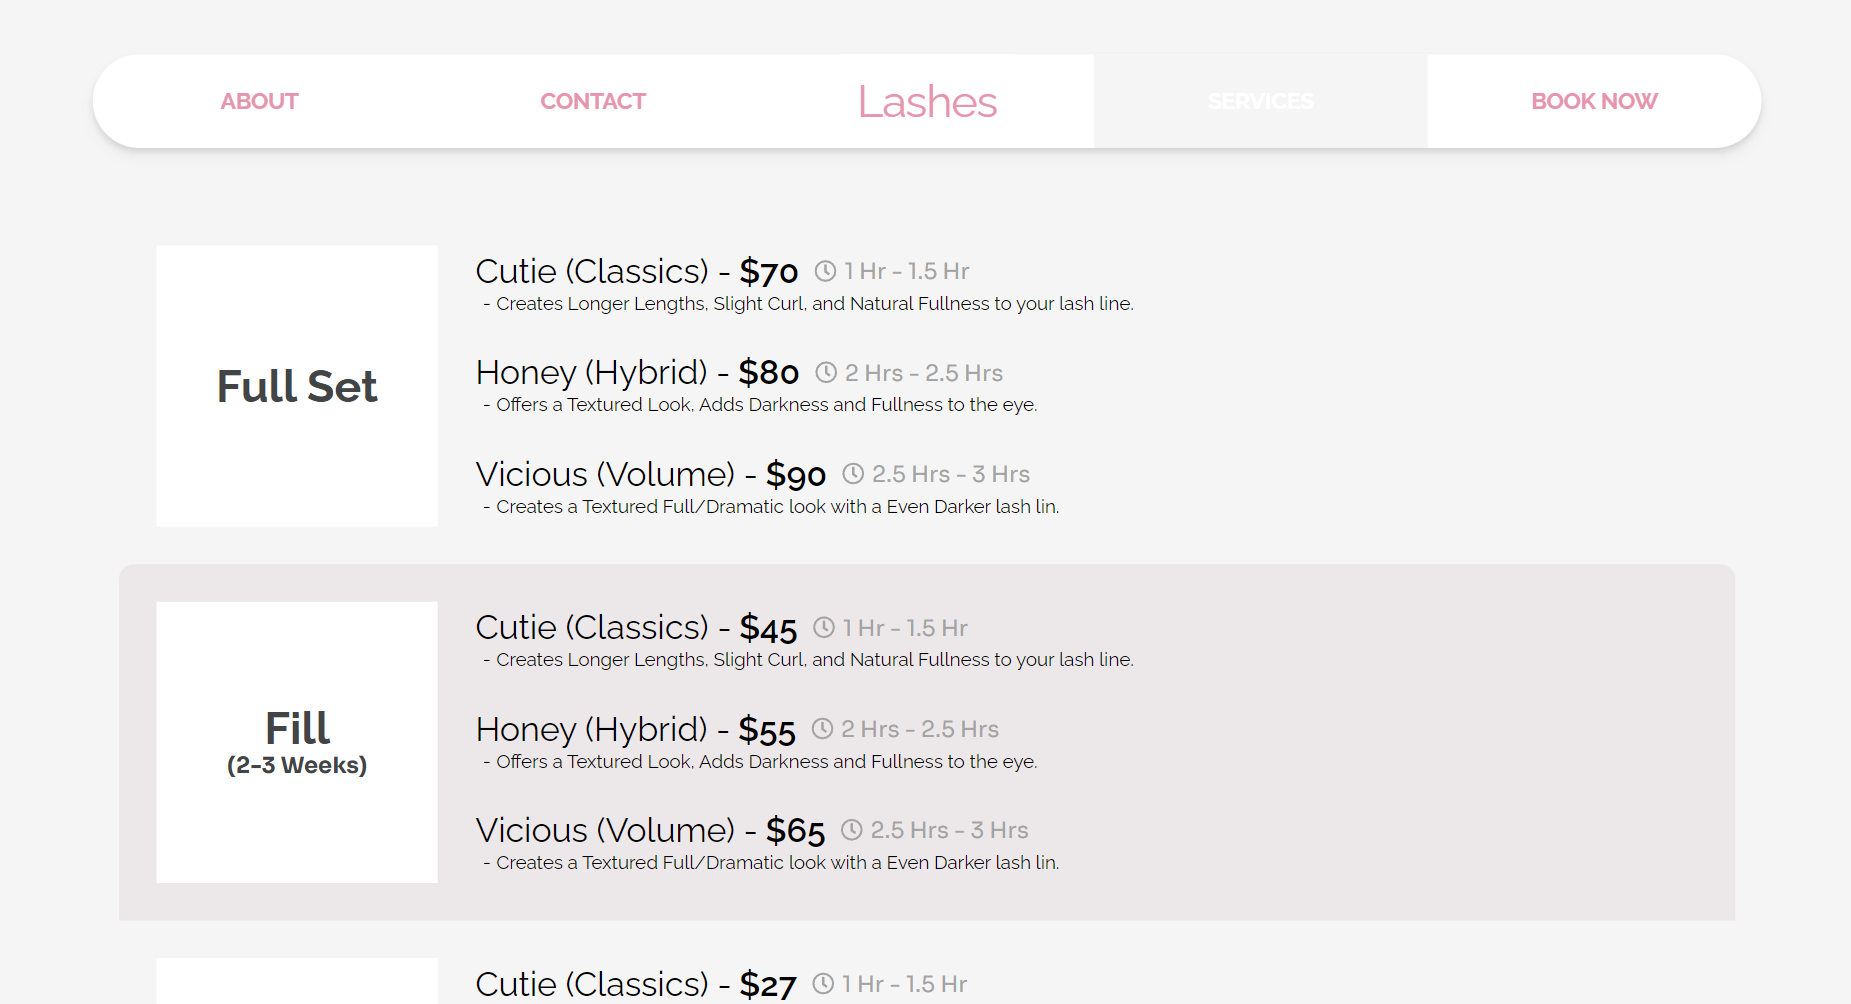 ABOUT
CONTACT
Lashes
SERVICES
BOOK NOW
Full Set
Cutie (Classics) - $70 1 Hr - 1.5 Hr
- Creates Longer Lengths, Slight Curl, and Natural Fullness to your lash line.
Honey (Hybrid) - $80 2 Hrs - 2.5 Hrs
- Offers a Textured Look, Adds Darkness and Fullness to the eye.
Vicious (Volume) - $90 2.5 Hrs - 3 Hrs
- Creates a Textured Full/Dramatic look with a Even Darker lash lin.
Fill
(2-3 Weeks)
Cutie (Classics) - $45 1 Hr - 1.5 Hr
- Creates Longer Lengths, Slight Curl, and Natural Fullness to your lash line.
Honey (Hybrid) - $55 2 Hrs - 2.5 Hrs
- Offers a Textured Look, Adds Darkness and Fullness to the eye.
Vicious (Volume) - $65 2.5 Hrs - 3 Hrs
- Creates a Textured Full/Dramatic look with a Even Darker lash lin.
Cutie (Classics) - $27 1 Hr - 1.5 Hr